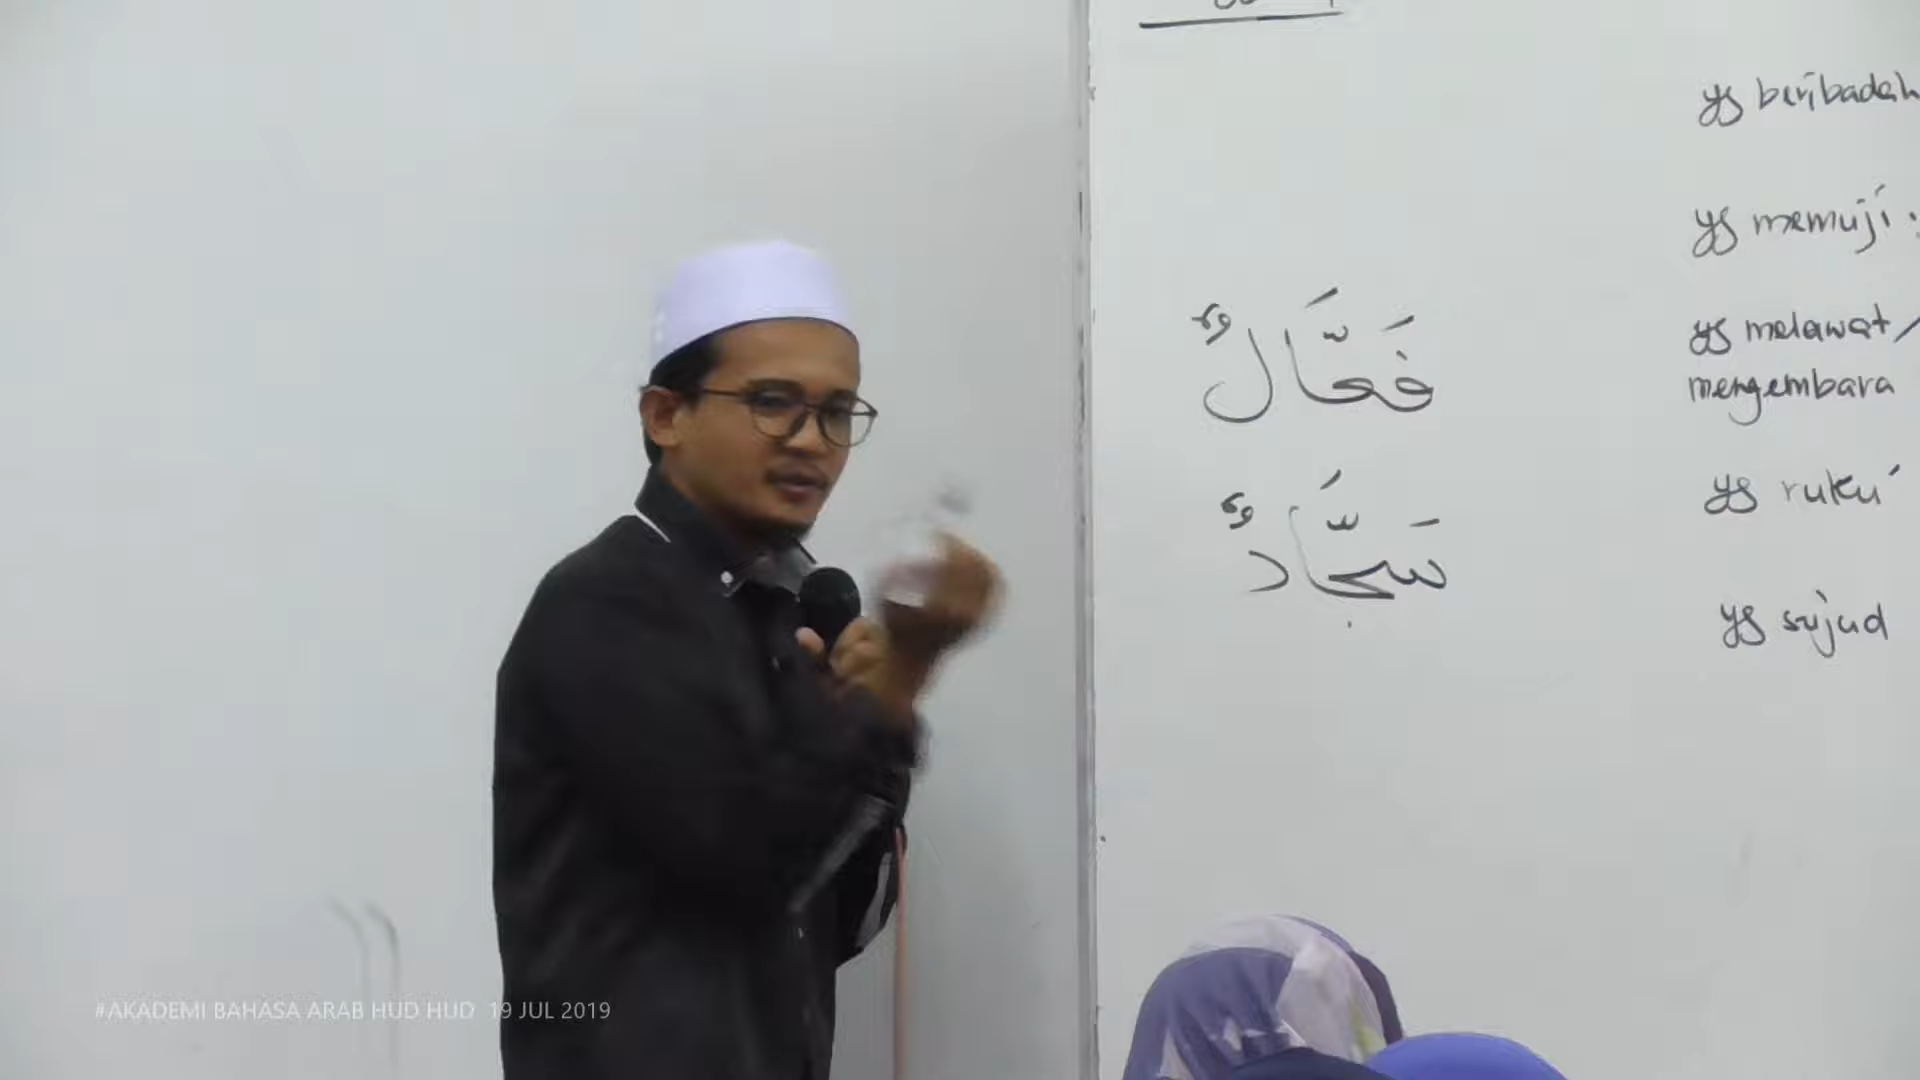 yg beribadah
yg memuji :
yg melawat /
mengembara
yg ruku'
yg sujud
فَعَّالٌ
سَجَّادٌ
#AKADEMI BAHASA ARAB HUD HUD 19 JUL 2019